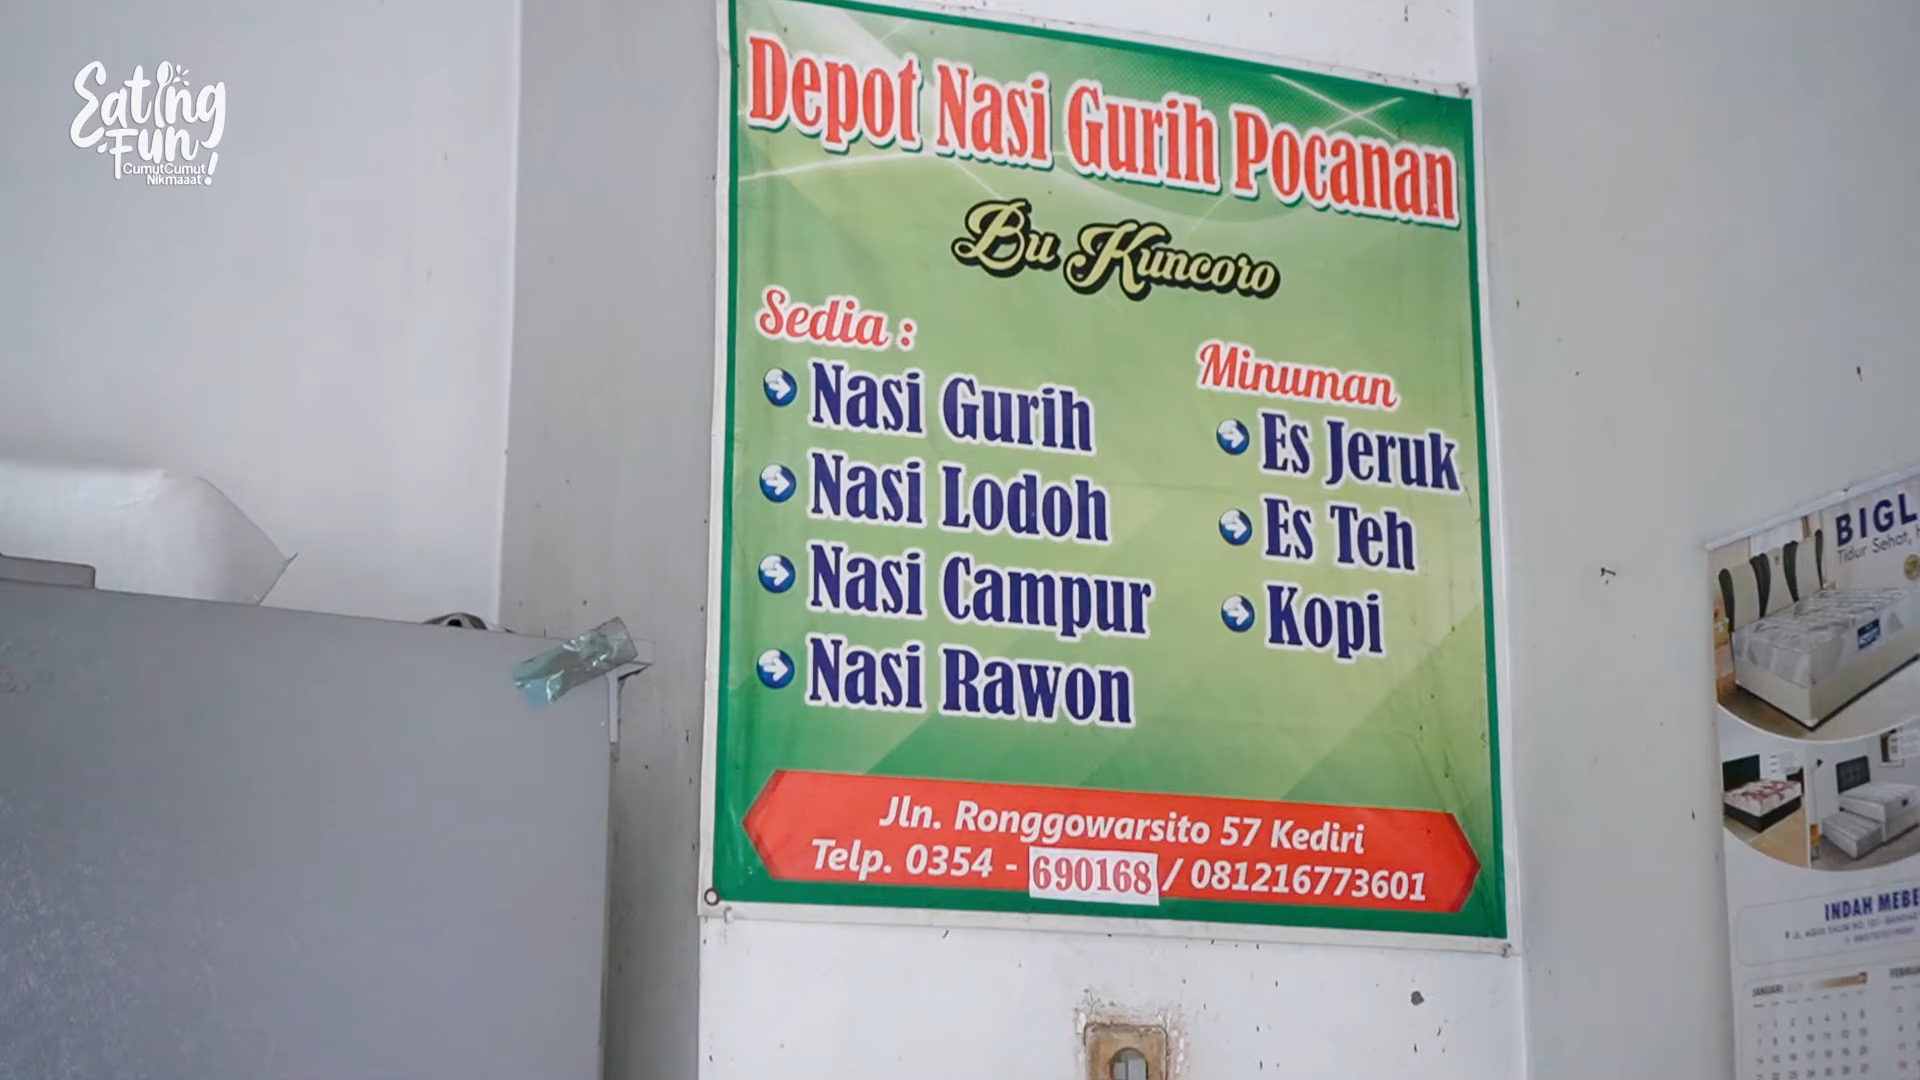 Eating
Fun!
CumutCumut
Nikmaaat
Depot Nasi Gurih Pocanan
Bu Kuncoro
Sedia :
Nasi Gurih
Nasi Lodoh
Nasi Campur
Nasi Rawon
Minuman
Es Jeruk
Es Teh
Kopi
Jln. Ronggowarsito 57 Kediri
Telp. 0354 - 690168 / 081216773601
BIGL
Tidur Sehat,
INDAH MEBE
JANUARI